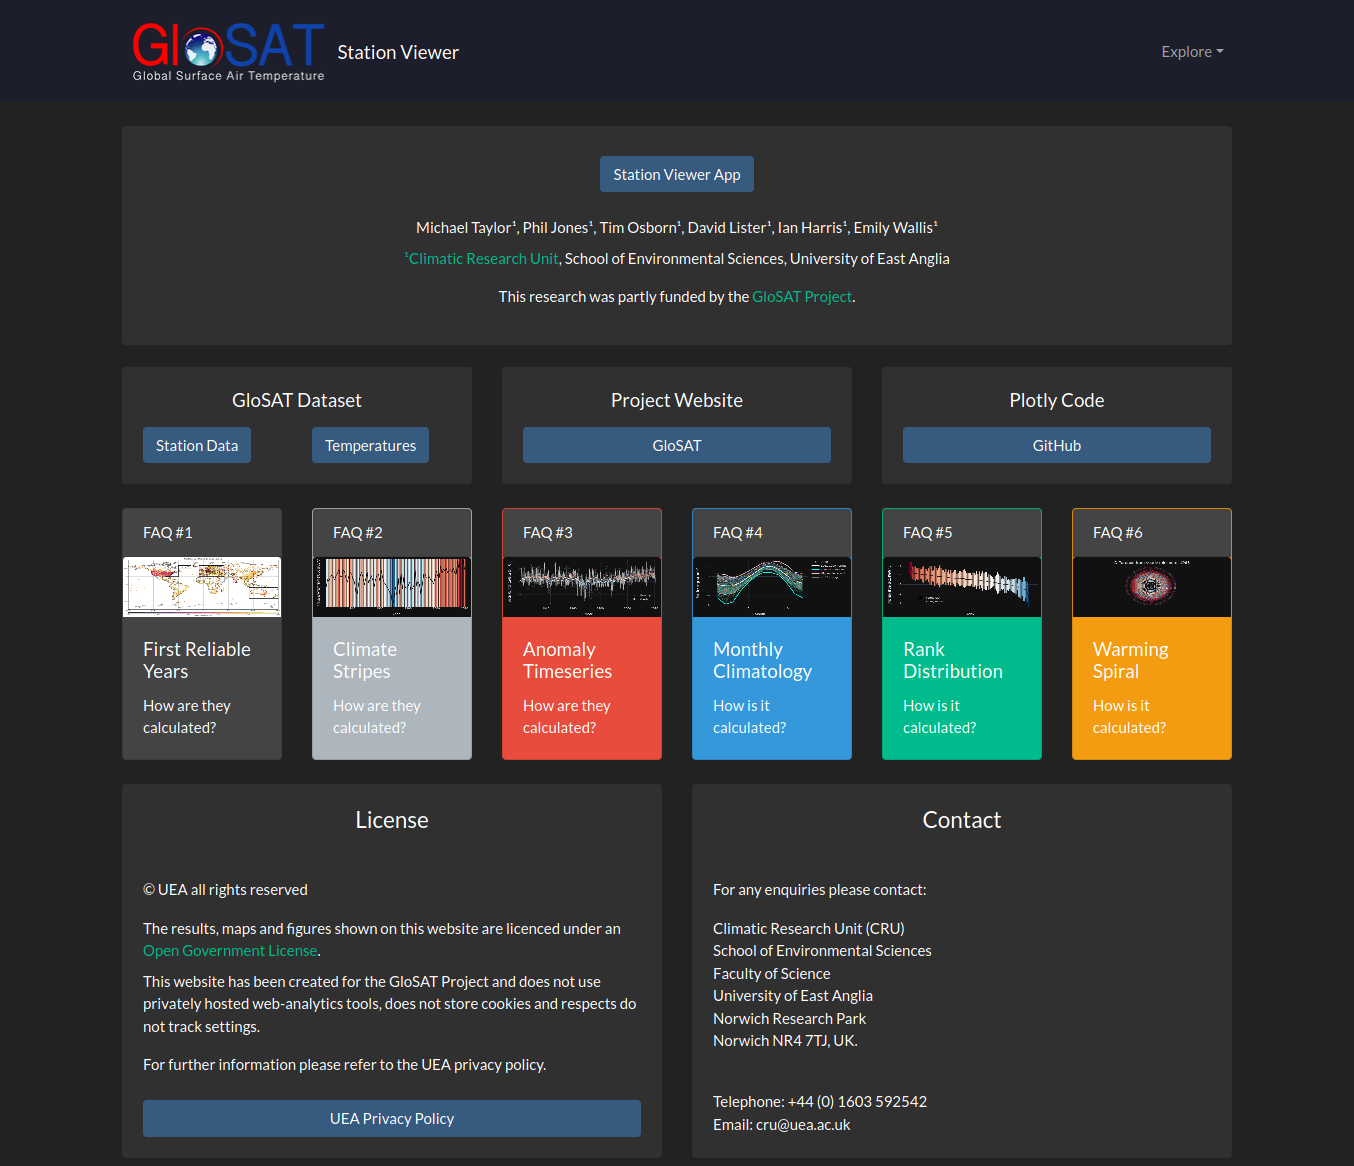 GloSAT
Global Surface Air Temperature
Station Viewer
Explore
Station Viewer App
Michael Taylor¹, Phil Jones¹, Tim Osborn¹, David Lister¹, Ian Harris¹, Emily Wallis¹
¹Climatic Research Unit, School of Environmental Sciences, University of East Anglia
This research was partly funded by the GloSAT Project.
GloSAT Dataset
Station Data
Temperatures
Project Website
GloSAT
Plotly Code
GitHub
FAQ #1
First Reliable
Years
How are they
calculated?
FAQ #2
Climate
Stripes
How are they
calculated?
FAQ #3
Anomaly
Timeseries
How are they
calculated?
FAQ #4
Monthly
Climatology
How is it
calculated?
FAQ #5
Rank
Distribution
How is it
calculated?
FAQ #6
Warming
Spiral
How is it
calculated?
License
© UEA all rights reserved
The results, maps and figures shown on this website are licenced under an
Open Government License.
This website has been created for the GloSAT Project and does not use
privately hosted web-analytics tools, does not store cookies and respects do
not track settings.
For further information please refer to the UEA privacy policy.
UEA Privacy Policy
Contact
For any enquiries please contact:
Climatic Research Unit (CRU)
School of Environmental Sciences
Faculty of Science
University of East Anglia
Norwich Research Park
Norwich NR4 7TJ, UK.
Telephone: +44 (0) 1603 592542
Email: cru@uea.ac.uk